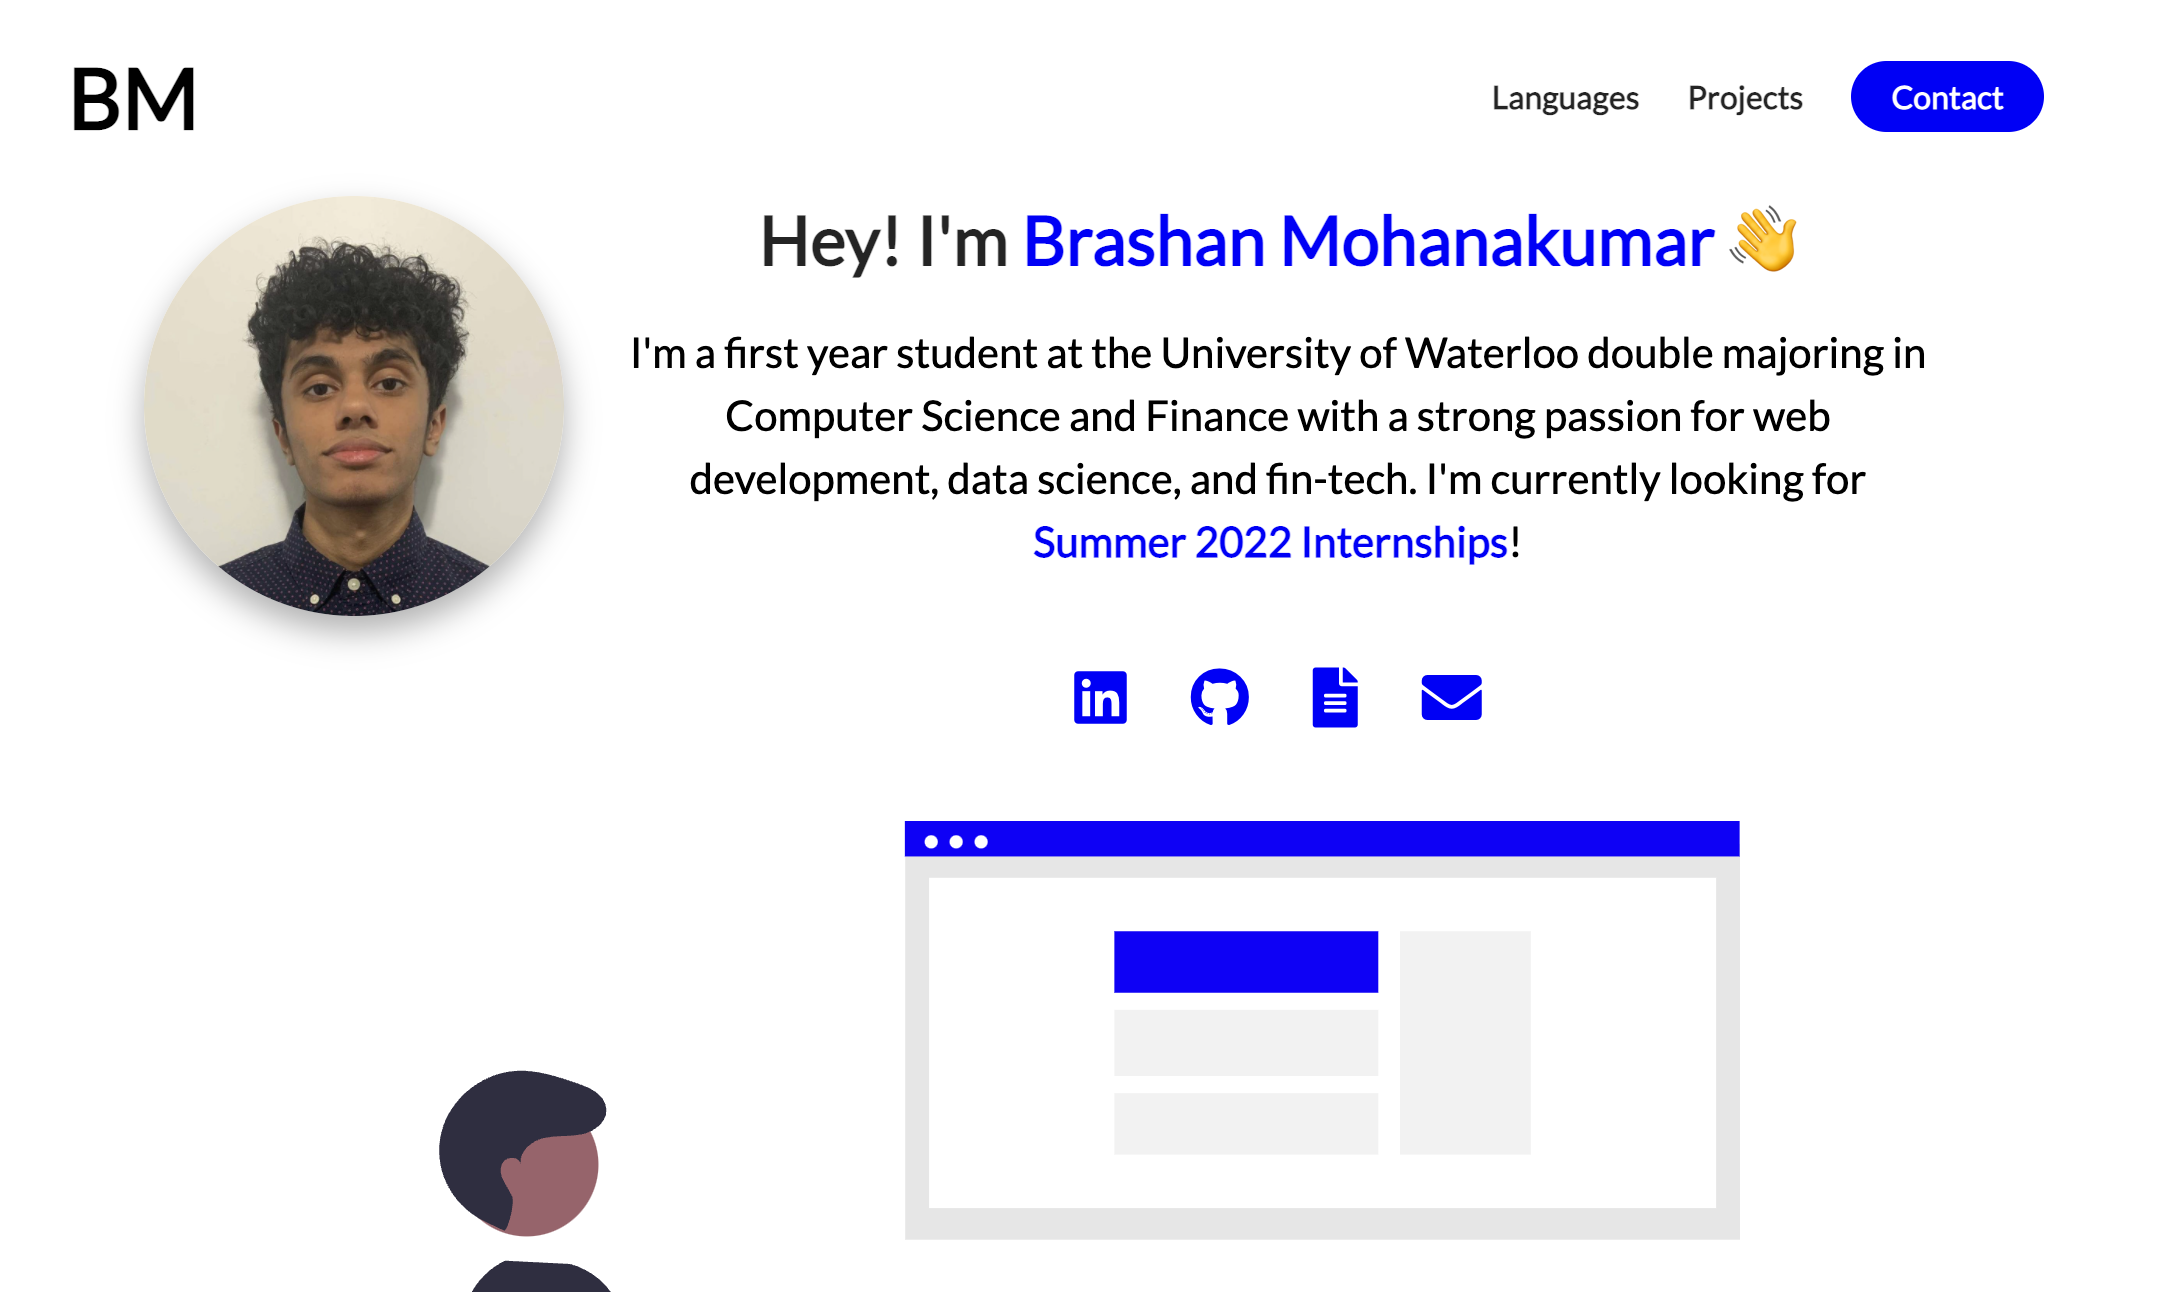 BM
Languages Projects Contact
Hey! I'm Brashan Mohanakumar 👋
I'm a first year student at the University of Waterloo double majoring in
Computer Science and Finance with a strong passion for web
development, data science, and fin-tech. I'm currently looking for
Summer 2022 Internships!
in